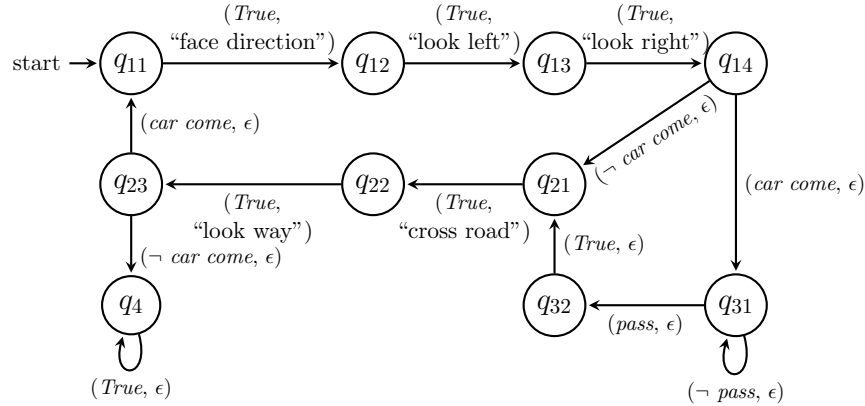 (True, (True, (True,
“face direction”) “look left”) “look right”)
start q11 q12 q13 q14
(car come, ϵ) (¬ car come, ϵ)
q23 q22 q21 (car come, ϵ)
(True, (True,
“look way”) “cross road”)
(¬ car come, ϵ) (True, ϵ)
q4 q32 q31
(pass, ϵ)
(True, ϵ) (¬ pass, ϵ)